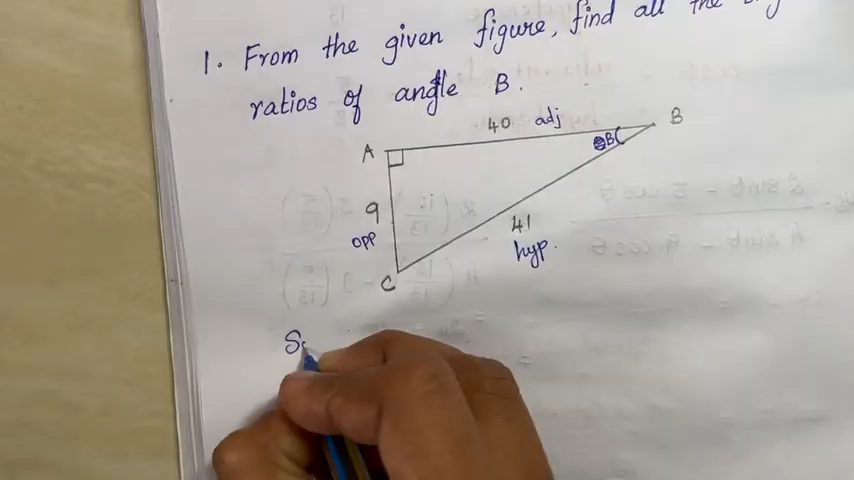 1. From the given figure, find all the
ratios of angle B.
40 adj
B
A
B
9
opp
41
hyp.
C
S